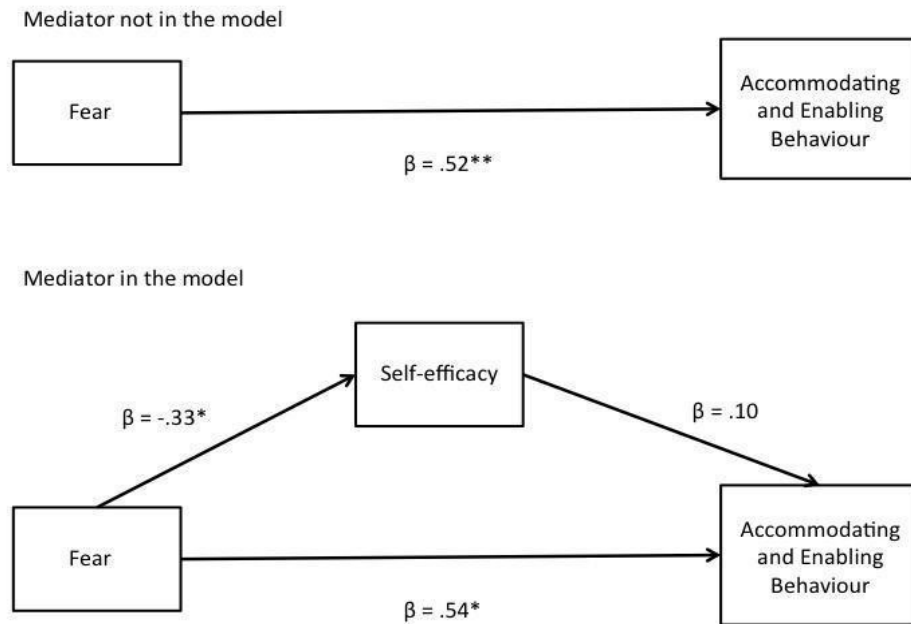 Mediator not in the model
Fear
Accommodating
and Enabling
Behaviour
β = .52**
Mediator in the model
Self-efficacy
β = -.33*
β = .10
Fear
Accommodating
and Enabling
Behaviour
β = .54*